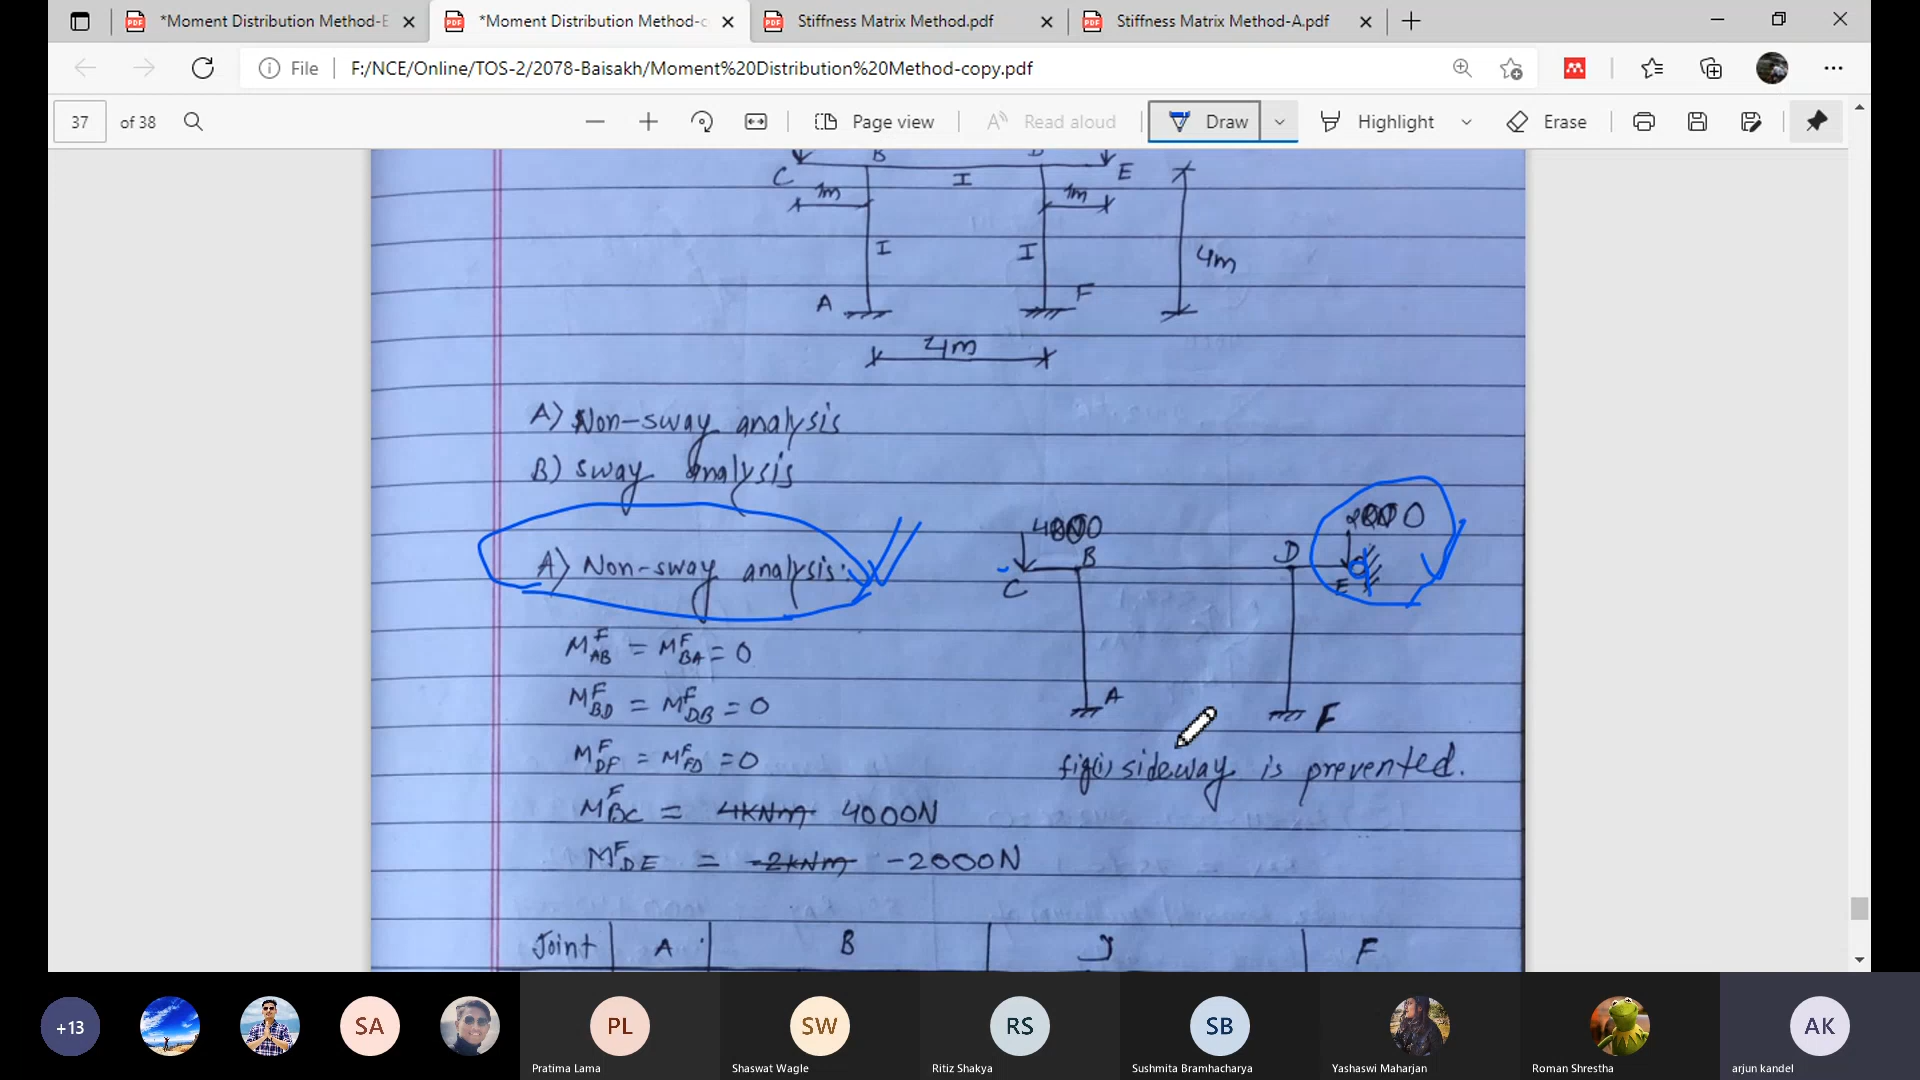 *Moment Distribution Method-E
*Moment Distribution Method-c
Stiffness Matrix Method.pdf
Stiffness Matrix Method-A.pdf
File
F:/NCE/Online/TOS-2/2078-Baisakh/Moment%20Distribution%20Method-copy.pdf
37
of 38
Page view
Read aloud
Draw
Highlight
Erase
C B D E
1m I 1m
I I 4m
A F
4m
A) Non-sway analysis
B) sway analysis
A) Non-sway analysis:
M^F_AB = M^F_BA = 0
M^F_BD = M^F_DB = 0
M^F_DF = M^F_FD = 0
M^F_BC = 4kNm 4000N
M^F_DE = -2kNm -2000N
C B D E
A F
fig(i) sideway is prevented.
Joint A B F
+13
SA
PL
SW
RS
SB
AK
Pratima Lama
Shaswat Wagle
Ritiz Shakya
Sushmita Bramhacharya
Yashaswi Maharjan
Roman Shrestha
arjun kandel